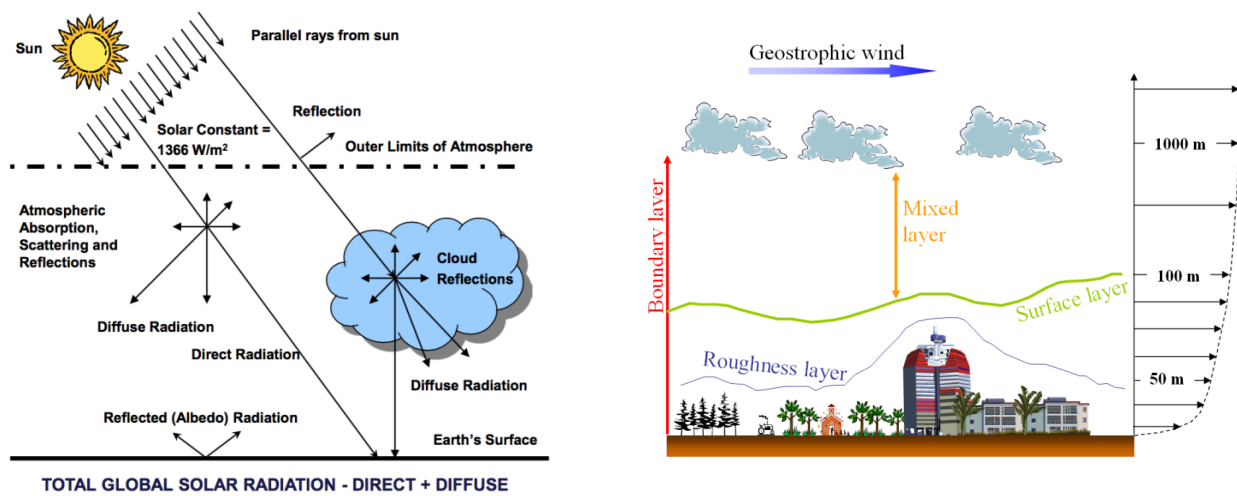 Sun
Parallel rays from sun
Reflection
Solar Constant =
1366 W/m²
Outer Limits of Atmosphere
Atmospheric
Absorption,
Scattering and
Reflections
Cloud
Reflections
Diffuse Radiation
Direct Radiation
Diffuse Radiation
Reflected (Albedo) Radiation
Earth's Surface
TOTAL GLOBAL SOLAR RADIATION - DIRECT + DIFFUSE
Geostrophic wind
1000 m
Boundary layer
Mixed
layer
100 m
Surface layer
Roughness layer
50 m